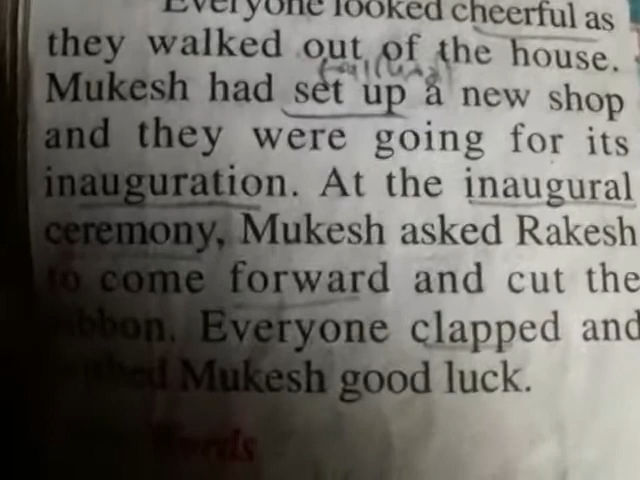 Everyone looked cheerful as
they walked out of the house.
Mukesh had set up a new shop
and they were going for its
inauguration. At the inaugural
ceremony, Mukesh asked Rakesh
to come forward and cut the
ribbon. Everyone clapped and
wished Mukesh good luck.
Words